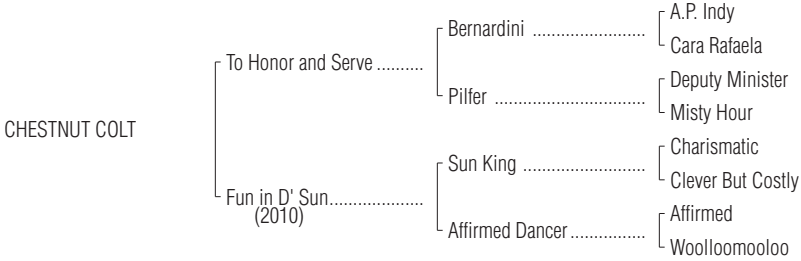 A.P. Indy
Bernardini ........................
Cara Rafaela
To Honor and Serve ..........
Deputy Minister
Pilfer ................................
Misty Hour
CHESTNUT COLT
Charismatic
Sun King ..........................
Clever But Costly
Fun in D' Sun....................
(2010)
Affirmed
Affirmed Dancer................
Woolloomooloo